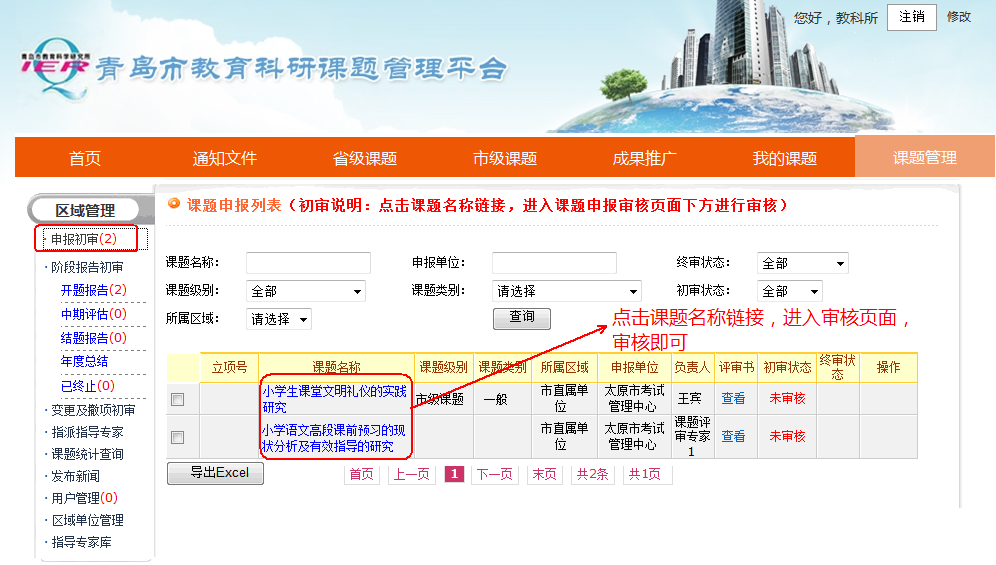 您好，教科所 注销 修改
青岛市教育科学研究所
IER 青岛市教育科研课题管理平台
首页 通知文件 省级课题 市级课题 成果推广 我的课题 课题管理
区域管理
·申报初审(2)
·阶段报告初审
开题报告(2)
中期评估(0)
结题报告(0)
年度总结
已终止(0)
·变更及撤项初审
·指派指导专家
·课题统计查询
·发布新闻
·用户管理(0)
·区域单位管理
·指导专家库
课题申报列表（初审说明：点击课题名称链接，进入课题申报审核页面下方进行审核）
课题名称： 申报单位： 终审状态： 全部
课题级别： 全部 课题类别： 请选择 初审状态： 全部
所属区域： 请选择 查询
点击课题名称链接，进入审核页面，
审核即可
立项号 课题名称 课题级别 课题类别 所属区域 申报单位 负责人 评审书 初审状态 终审状态 操作
小学生课堂文明礼仪的实践
研究
市级课题 一般
市直属单
位
太原市考试
管理中心
王宾 查看 未审核
小学语文高段课前预习的现
状分析及有效指导的研究
市直属单
位
太原市考试
管理中心
课题评
审专家
1
查看 未审核
导出Excel 首页 上一页 1 下一页 末页 共2条 共1页